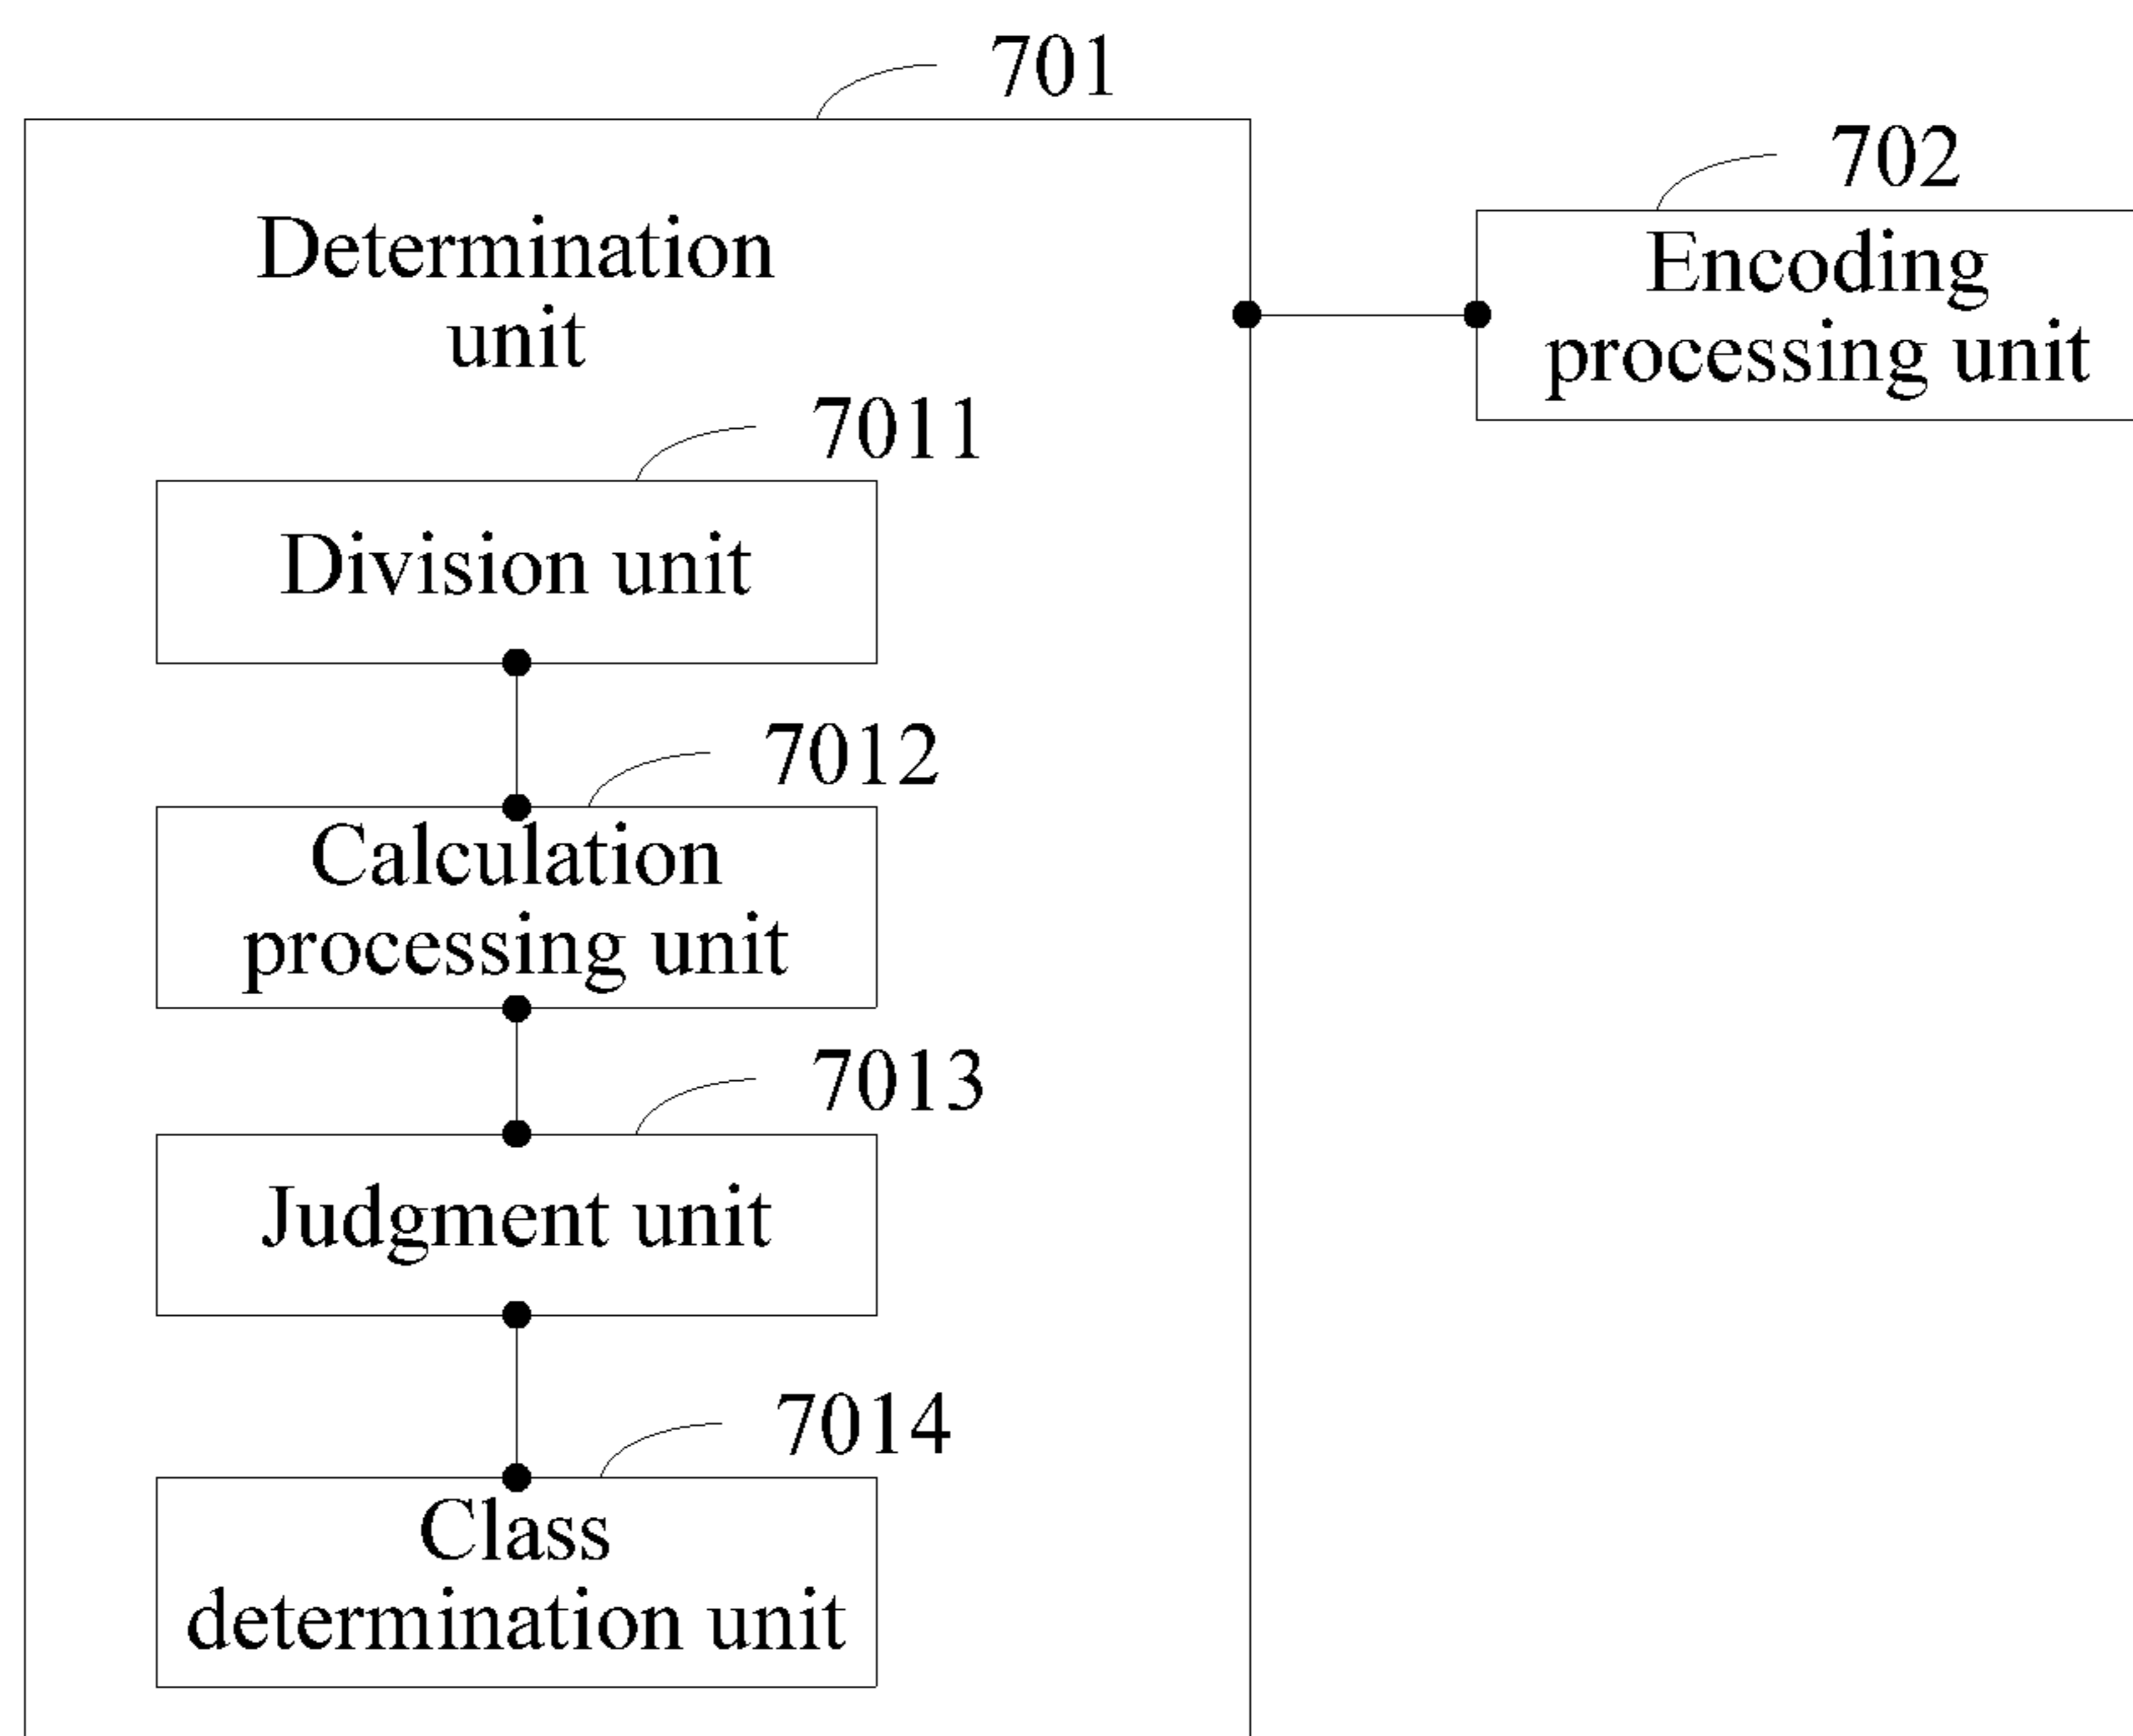 701
702
Determination
unit
Encoding
processing unit
7011
Division unit
7012
Calculation
processing unit
7013
Judgment unit
7014
Class
determination unit